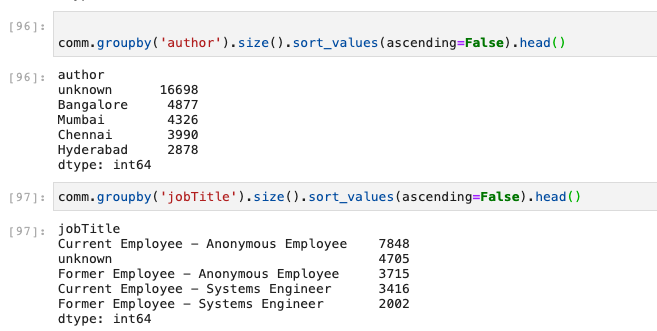 [96]:
comm.groupby('author').size().sort_values(ascending=False).head()
[96]: author
unknown 16698
Bangalore 4877
Mumbai 4326
Chennai 3990
Hyderabad 2878
dtype: int64
[97]: comm.groupby('jobTitle').size().sort_values(ascending=False).head()
[97]: jobTitle
Current Employee – Anonymous Employee 7848
unknown 4705
Former Employee – Anonymous Employee 3715
Current Employee – Systems Engineer 3416
Former Employee – Systems Engineer 2002
dtype: int64